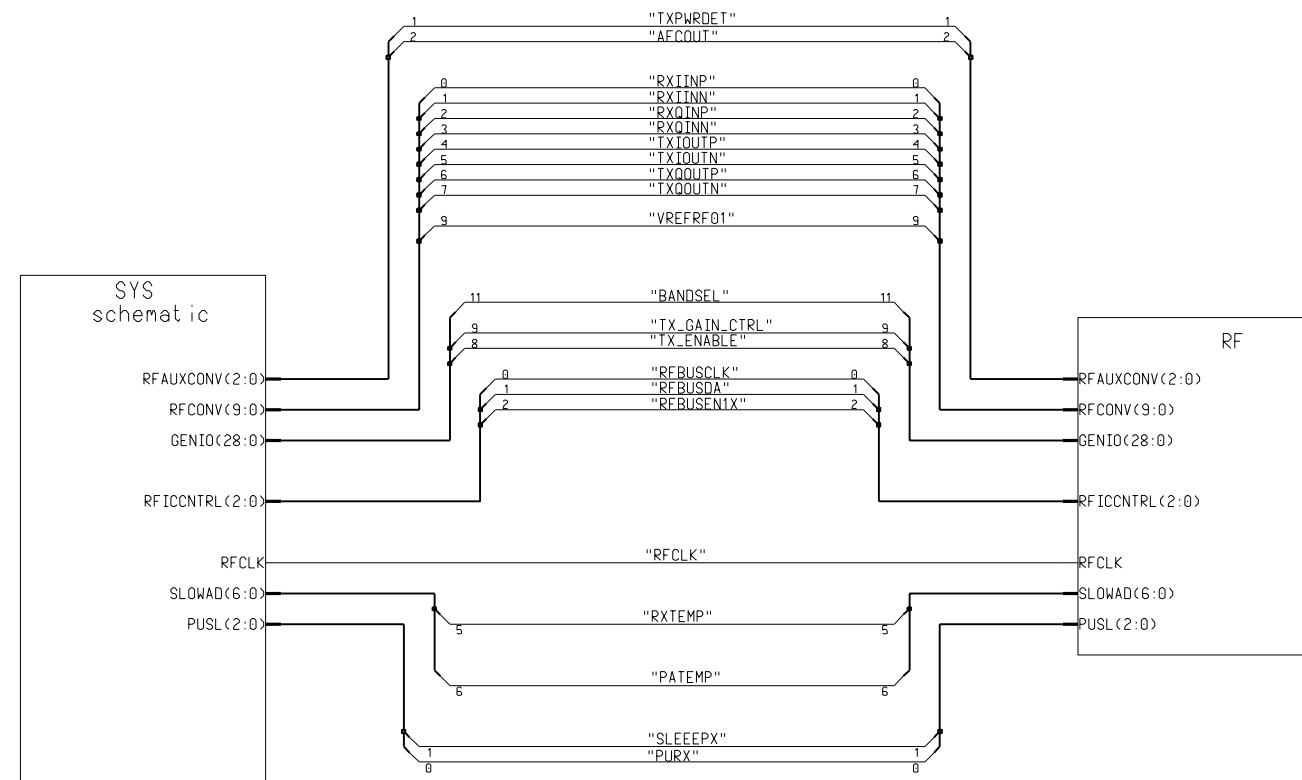 1 "TXPWRDET" 1
2 "AFCOUT" 2
0 "RXIINP" 0
1 "RXIINN" 1
2 "RXQINP" 2
3 "RXQINN" 3
4 "TXIOUTP" 4
5 "TXIOUTN" 5
6 "TXQOUTP" 6
7 "TXQOUTN" 7
9 "VREFRF01" 9
SYS
schematic
11 "BANDSEL" 11
9 "TX_GAIN_CTRL" 9
8 "TX_ENABLE" 8
RF
0 "RFBUSCLK" 0
1 "RFBUSDA" 1
2 "RFBUSEN1X" 2
RFAUXCONV(2:0) RFAUXCONV(2:0)
RFCONV(9:0) RFCONV(9:0)
GENIO(28:0) GENIO(28:0)
RFICCNTRL(2:0) RFICCNTRL(2:0)
RFCLK "RFCLK" RFCLK
SLOWAD(6:0) SLOWAD(6:0)
PUSL(2:0) PUSL(2:0)
5 "RXTEMP" 5
6 "PATEMP" 6
1 "SLEEEPX" 1
0 "PURX" 0